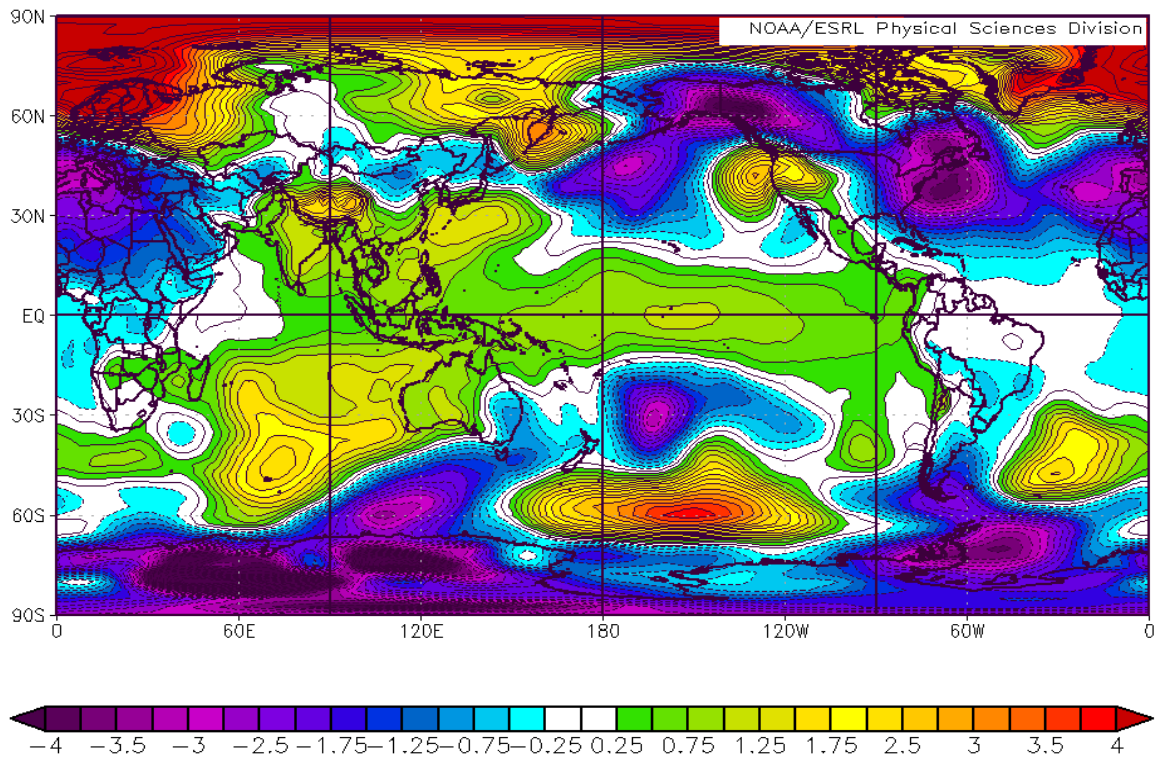 90N
NOAA/ESRL Physical Sciences Division
60N
30N
EQ
30S
60S
90S
0 60E 120E 180 120W 60W 0
−4 −3.5 −3 −2.5 −1.75 −1.25 −0.75 −0.25 0.25 0.75 1.25 1.75 2.5 3 3.5 4